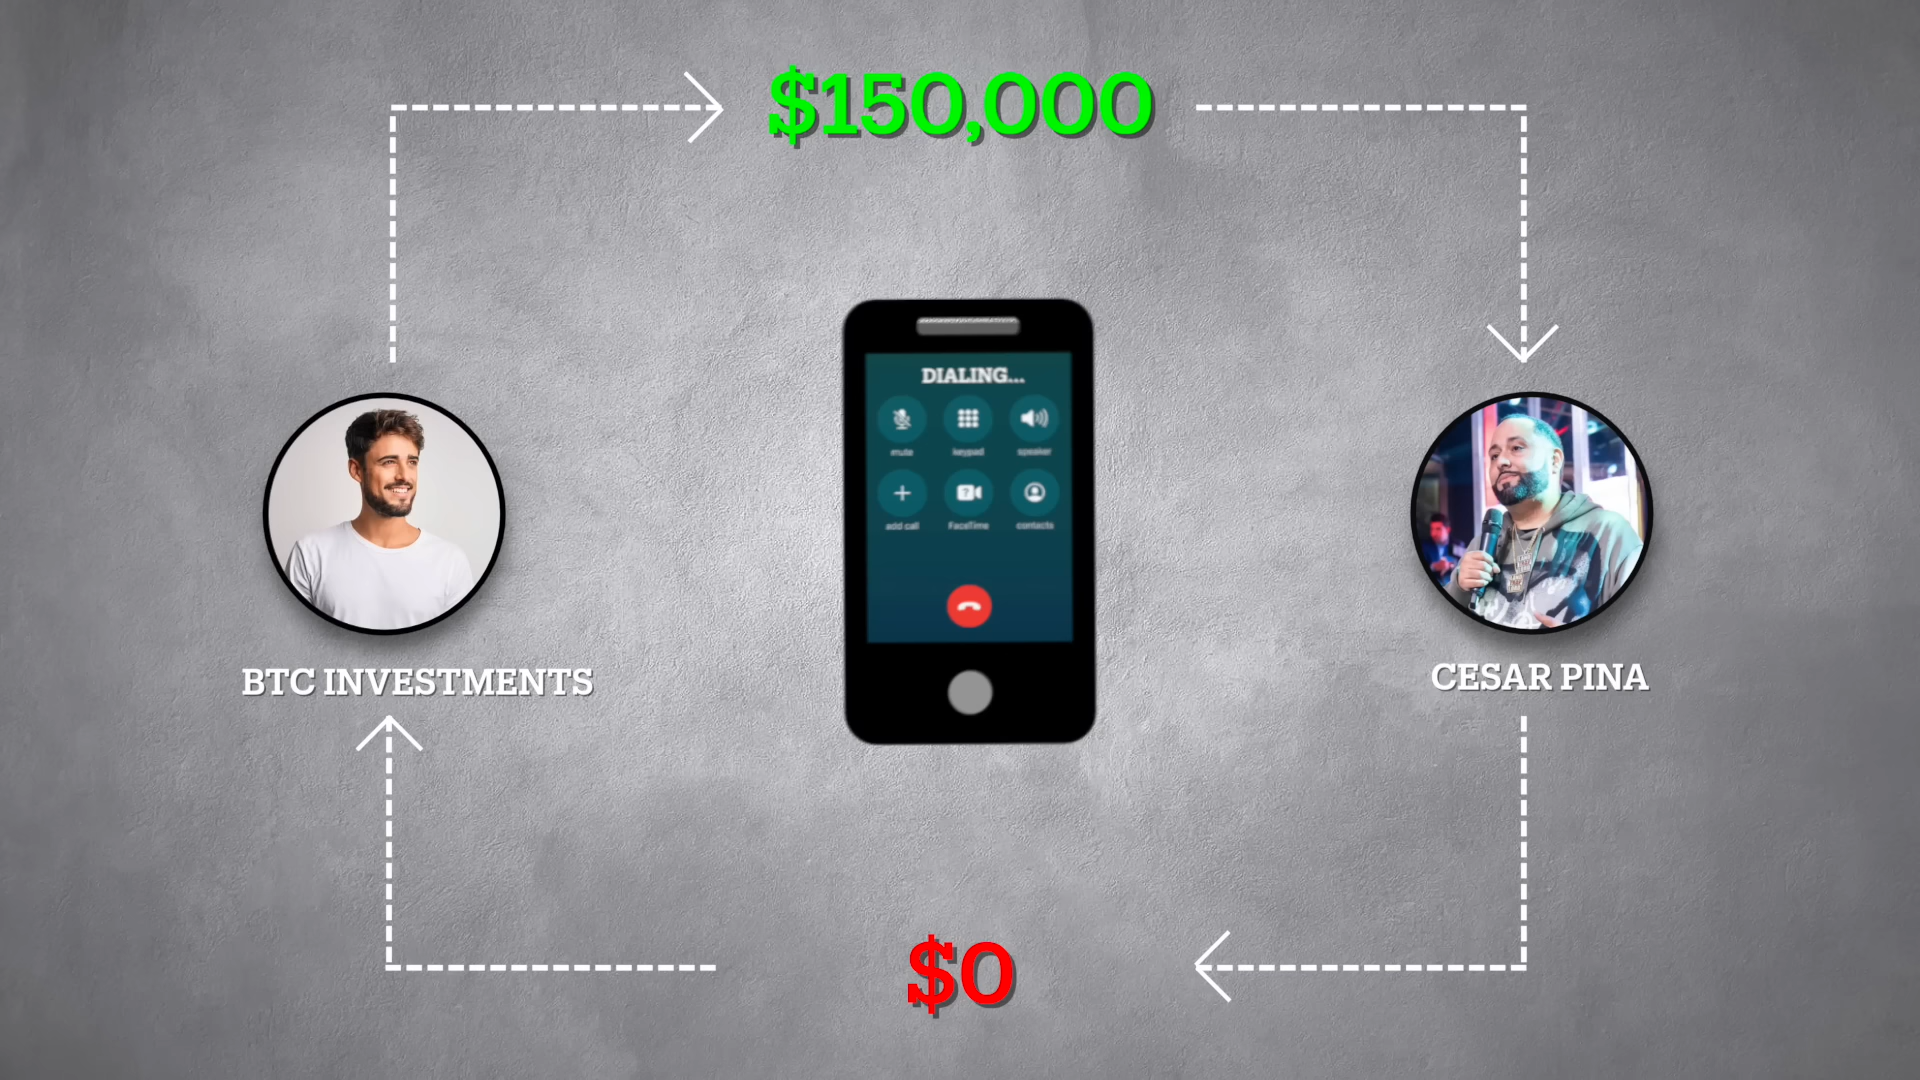 $150,000
DIALING...
mute keypad speaker
add call FaceTime contacts
BTC INVESTMENTS
CESAR PINA
$0